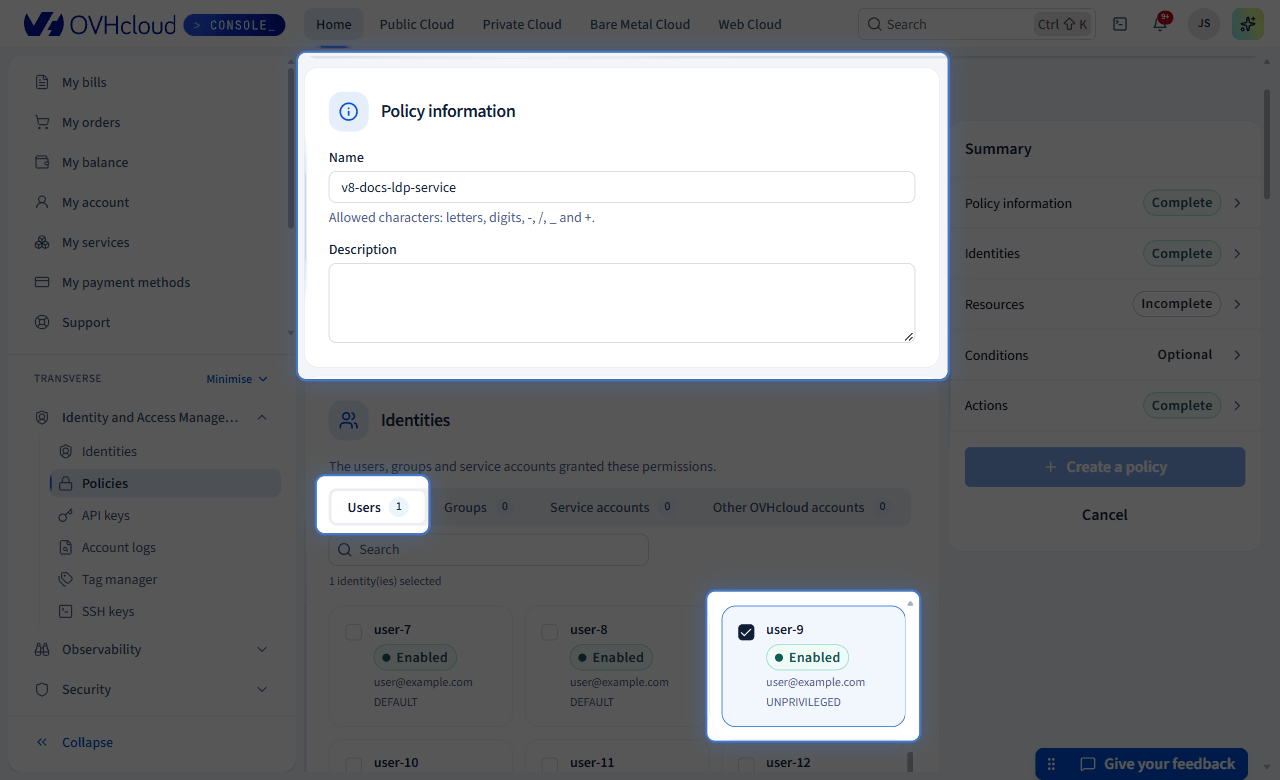 OVHcloud
> CONSOLE_
Home
Public Cloud
Private Cloud
Bare Metal Cloud
Web Cloud
Search
Ctrl ⇧ K
9+
JS
My bills
My orders
My balance
My account
My services
My payment methods
Support
TRANSVERSE
Minimise
Identity and Access Manage...
Identities
Policies
API keys
Account logs
Tag manager
SSH keys
Observability
Security
Collapse
Policy information
Name
v8-docs-ldp-service
Allowed characters: letters, digits, -, /, _ and +.
Description
Identities
The users, groups and service accounts granted these permissions.
Users 1
Groups 0
Service accounts 0
Other OVHcloud accounts 0
Search
1 identity(ies) selected
user-7
Enabled
user@example.com
DEFAULT
user-8
Enabled
user@example.com
DEFAULT
user-9
Enabled
user@example.com
UNPRIVILEGED
user-10
user-11
user-12
Summary
Policy information Complete
Identities Complete
Resources Incomplete
Conditions Optional
Actions Complete
+ Create a policy
Cancel
Give your feedback